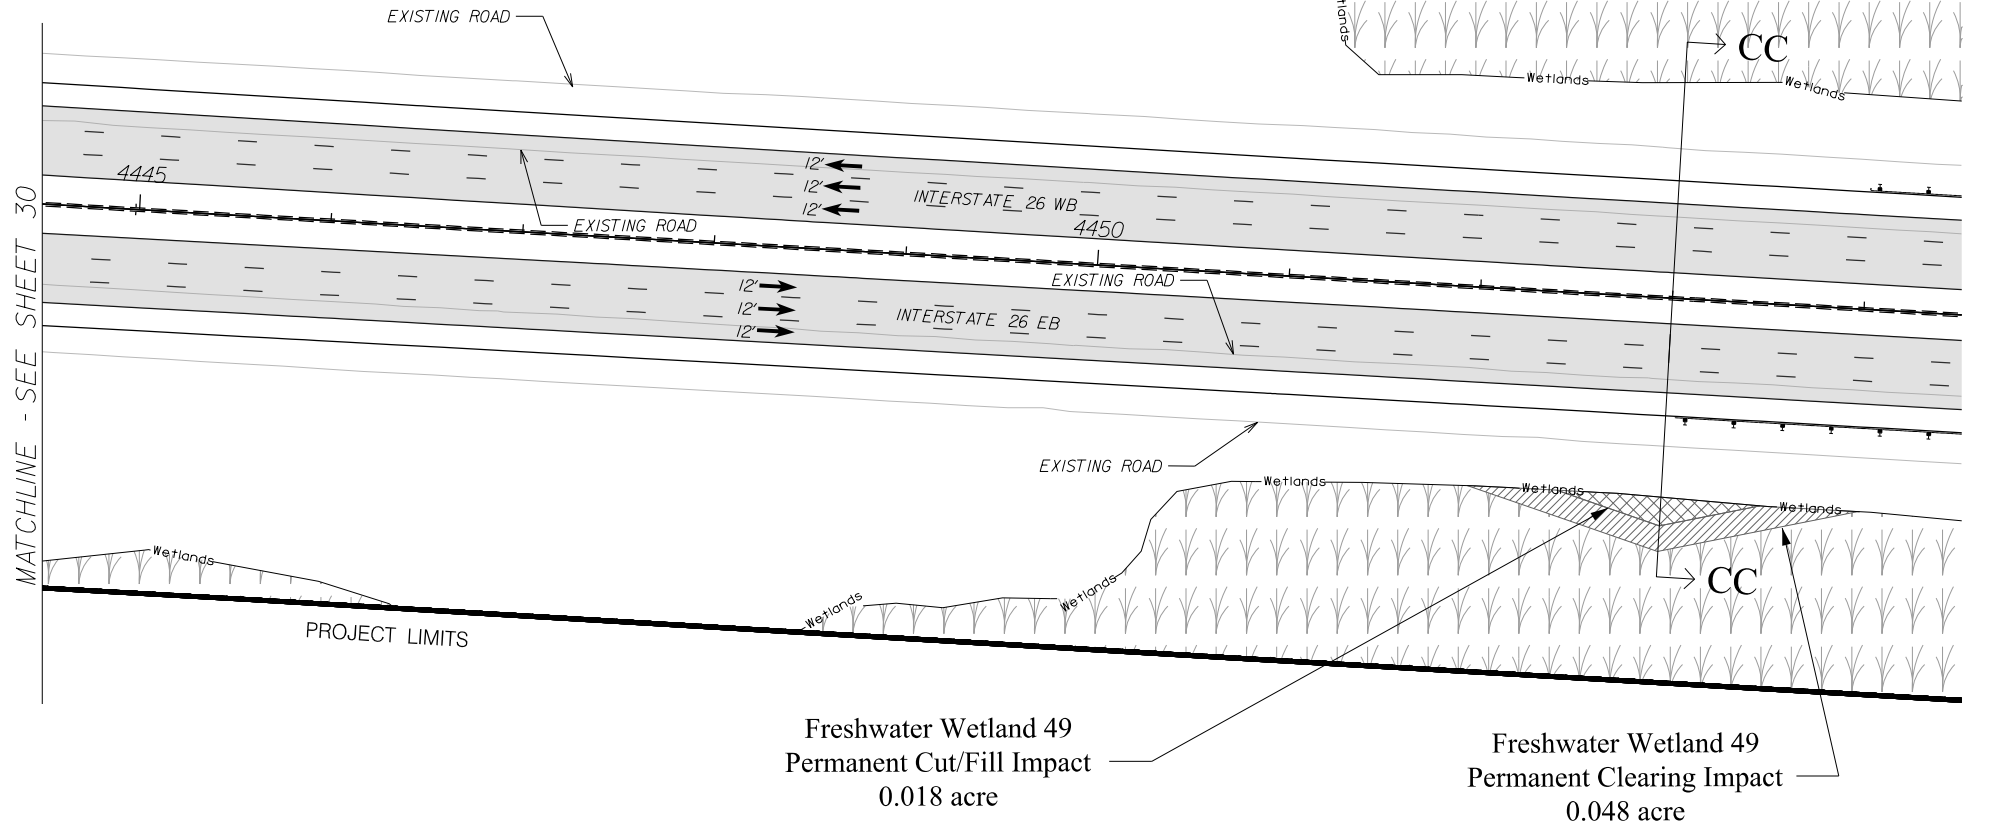 EXISTING ROAD
Wetlands
CC
Wetlands
Wetlands
4445
12'
12'
12'
INTERSTATE 26 WB
EXISTING ROAD
4450
MATCHLINE - SEE SHEET 30
12'
12'
12'
EXISTING ROAD
INTERSTATE 26 EB
EXISTING ROAD
Wetlands
Wetlands
Wetlands
Wetlands
Wetlands
Wetlands
CC
PROJECT LIMITS
Freshwater Wetland 49
Permanent Cut/Fill Impact
0.018 acre
Freshwater Wetland 49
Permanent Clearing Impact
0.048 acre